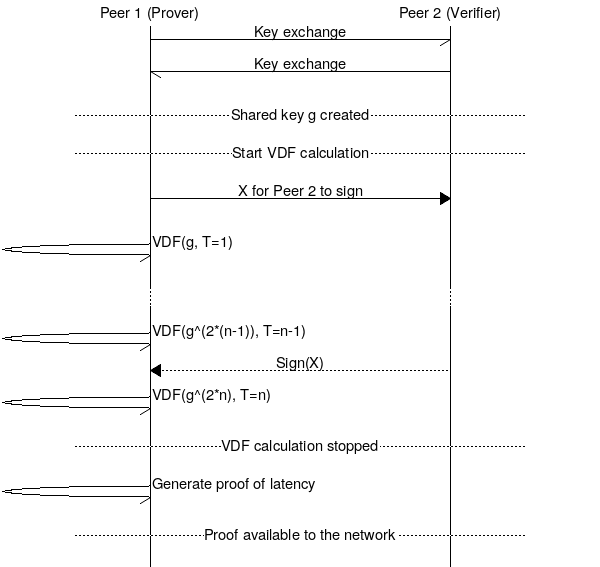 Peer 1 (Prover)
Peer 2 (Verifier)
Key exchange
Key exchange
Shared key g created
Start VDF calculation
X for Peer 2 to sign
VDF(g, T=1)
VDF(g^(2*(n-1)), T=n-1)
Sign(X)
VDF(g^(2*n), T=n)
VDF calculation stopped
Generate proof of latency
Proof available to the network